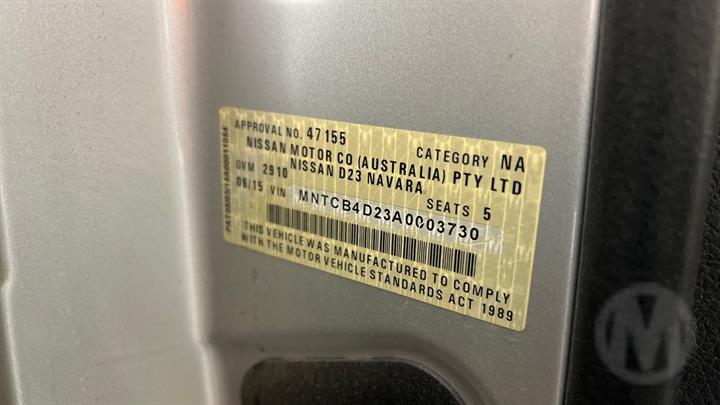 APPROVAL NO. 47155 CATEGORY NA
NISSAN MOTOR CO (AUSTRALIA) PTY LTD
NISSAN D23 NAVARA
GVM 2910 SEATS 5
06/15 VIN MNTCB4D23A0003730
THIS VEHICLE WAS MANUFACTURED TO COMPLY
WITH THE MOTOR VEHICLE STANDARDS ACT 1989
M